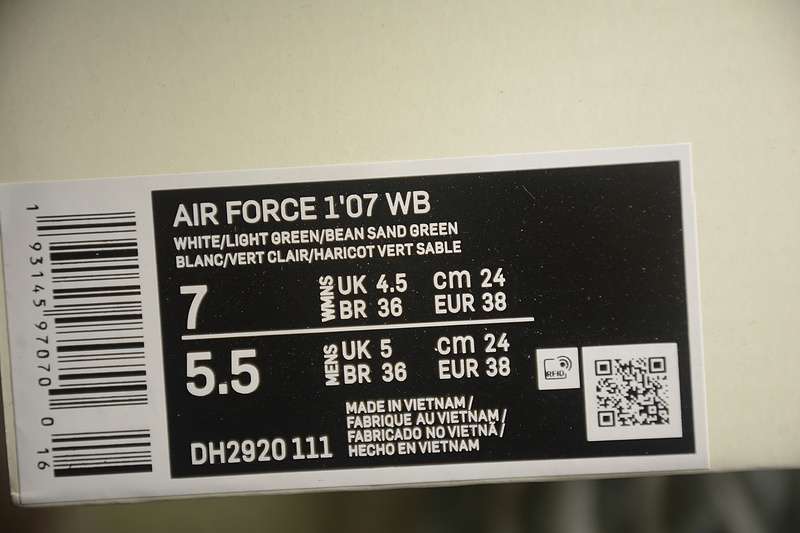 AIR FORCE 1'07 WB
WHITE/LIGHT GREEN/BEAN SAND GREEN
BLANC/VERT CLAIR/HARICOT VERT SABLE
7 WMNS UK 4.5 cm 24
BR 36 EUR 38
5.5 MENS UK 5 cm 24
BR 36 EUR 38
RFID
MADE IN VIETNAM /
FABRIQUE AU VIETNAM /
FABRICADO NO VIETNÃ /
HECHO EN VIETNAM
DH2920 111
1 93145 97070 0 16